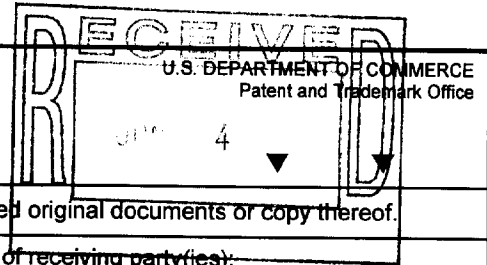 RECEIVED
U.S. DEPARTMENT OF COMMERCE
Patent and Trademark Office
4
ed original documents or copy thereof.
of receiving party(ies):